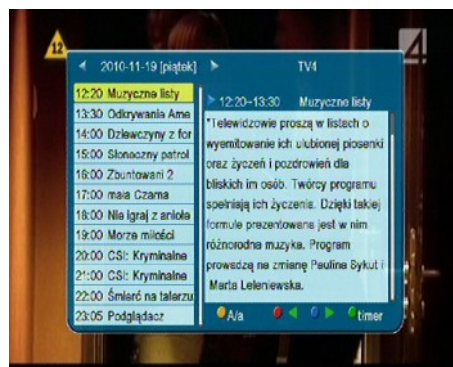 12
4
2010-11-19 [piątek]
TV4
12:20 Muzyczne listy
13:30 Odkrywanie Ame
14:00 Dziewczyny z for
15:00 Słoneczny patrol
16:00 Zbuntowani 2
17:00 mała Czarna
18:00 Nie igraj z aniołe
19:00 Morze miłości
20:00 CSI: Kryminalne
21:00 CSI: Kryminalne
22:00 Śmierć na talerzu
23:05 Podglądacz
12:20-13:30 Muzyczne listy
"Telewidzowie proszą w listach o
wyemitowanie ich ulubionej piosenki
oraz życzeń i pozdrowień dla
bliskich im osób. Twórcy programu
spełniają ich życzenia. Dzięki takiej
formule prezentowana jest w nim
różnorodna muzyka. Program
prowadzą na zmianę Paulina Sykut i
Marta Leleniewska.
A/a
timer